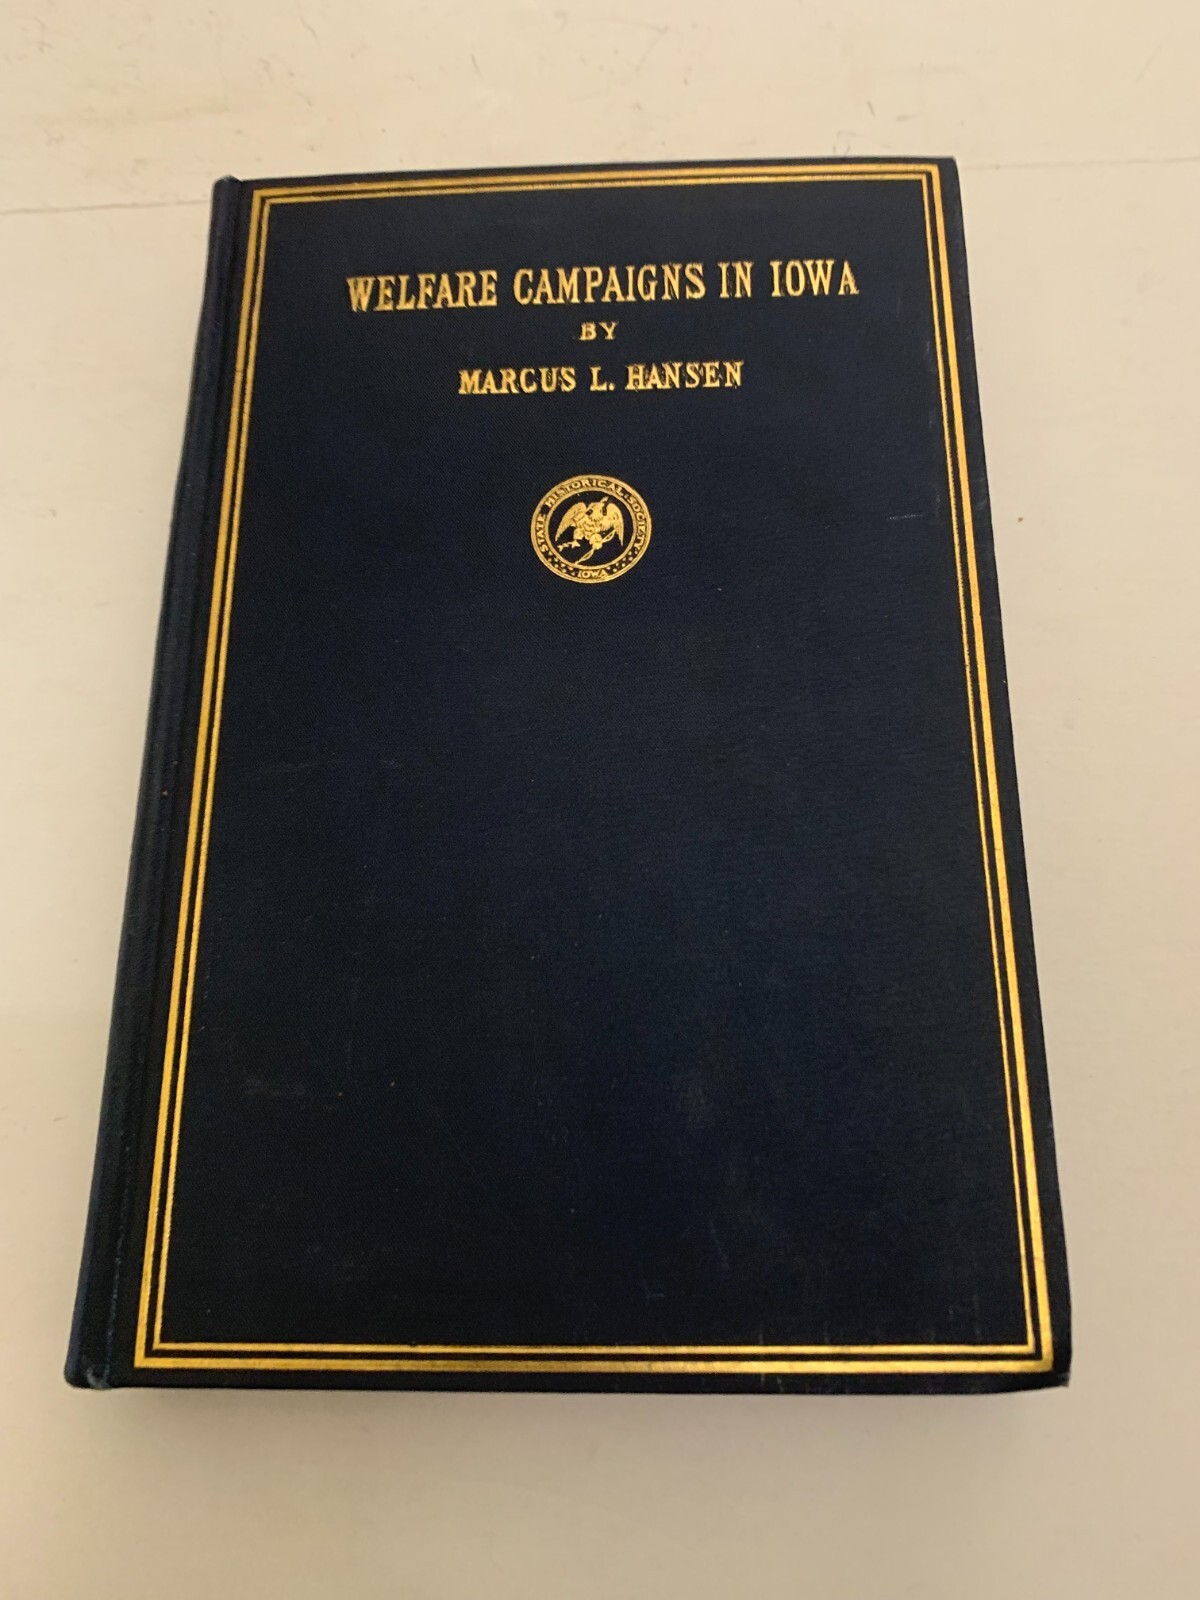 WELFARE CAMPAIGNS IN IOWA
BY
MARCUS L. HANSEN
STATE HISTORICAL SOCIETY
IOWA